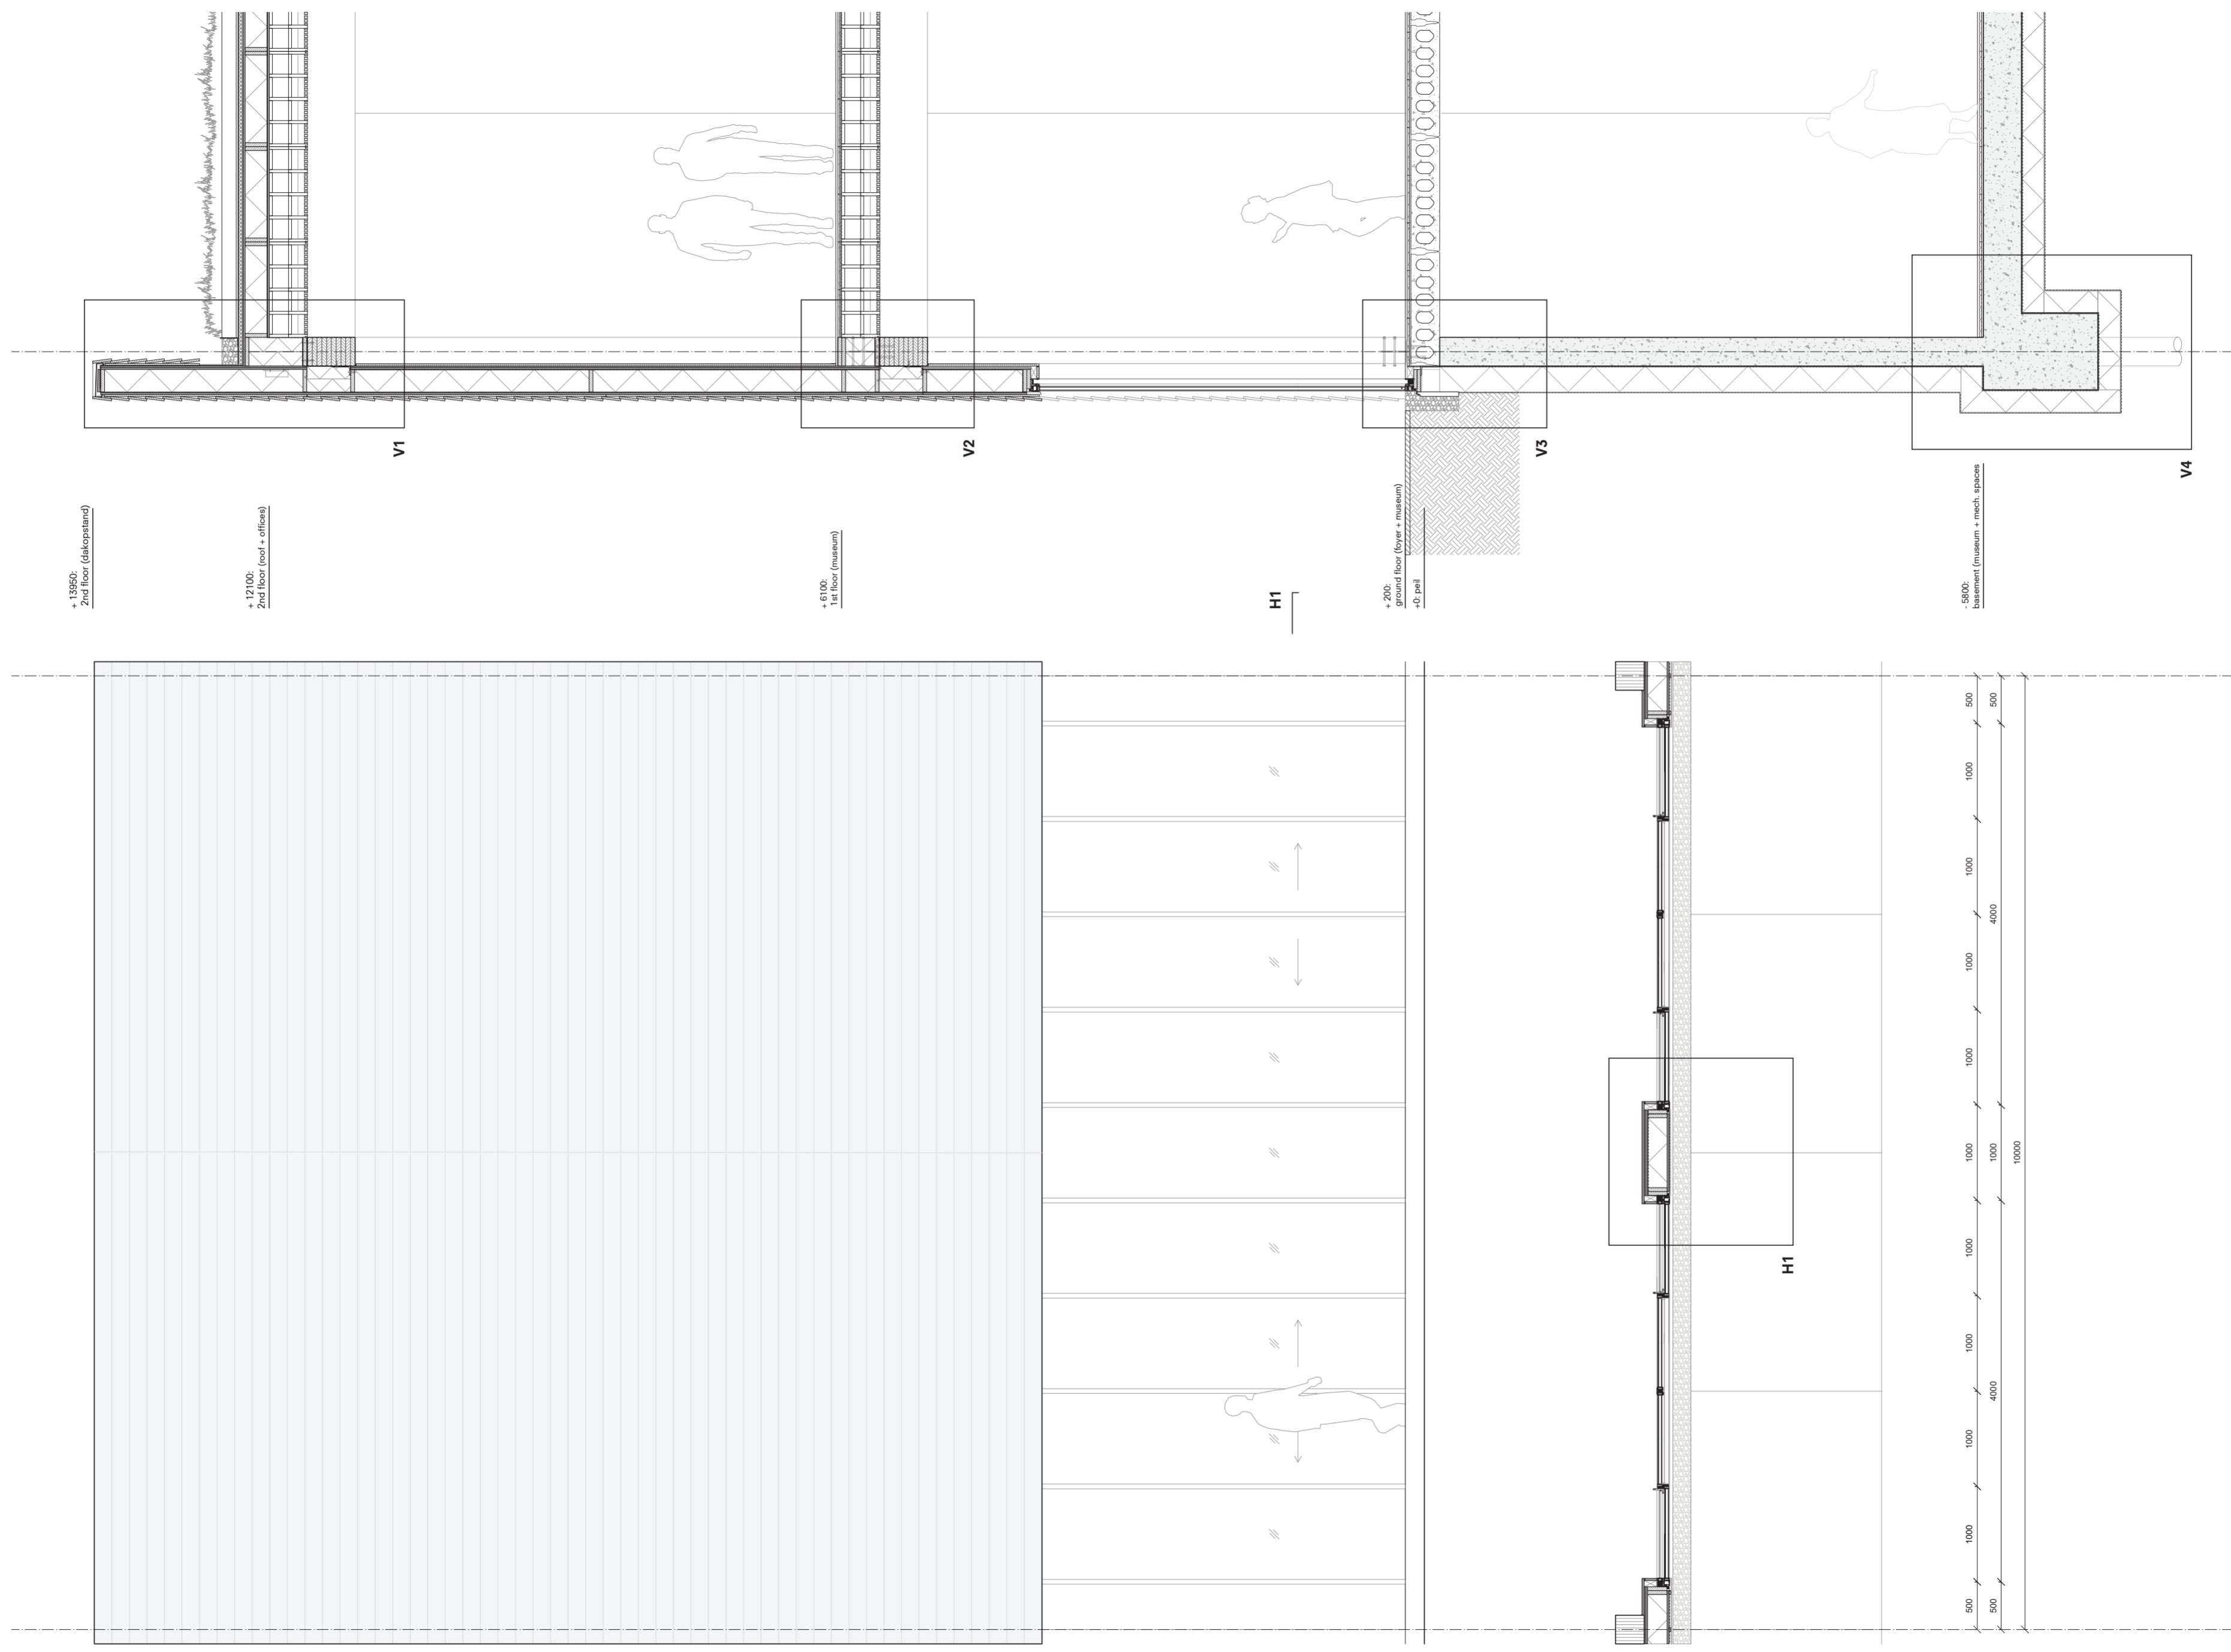 + 13950:
2nd floor (dakopstand)
+ 12100:
2nd floor (roof + offices)
+ 6100:
1st floor (museum)
+ 200:
ground floor (foyer + museum)
+0: peil
- 5800:
basement (museum + mech. spaces
V1
V2
V3
V4
H1
H1
500
1000
1000
1000
1000
1000
1000
1000
1000
1000
500
500
4000
1000
4000
500
10000